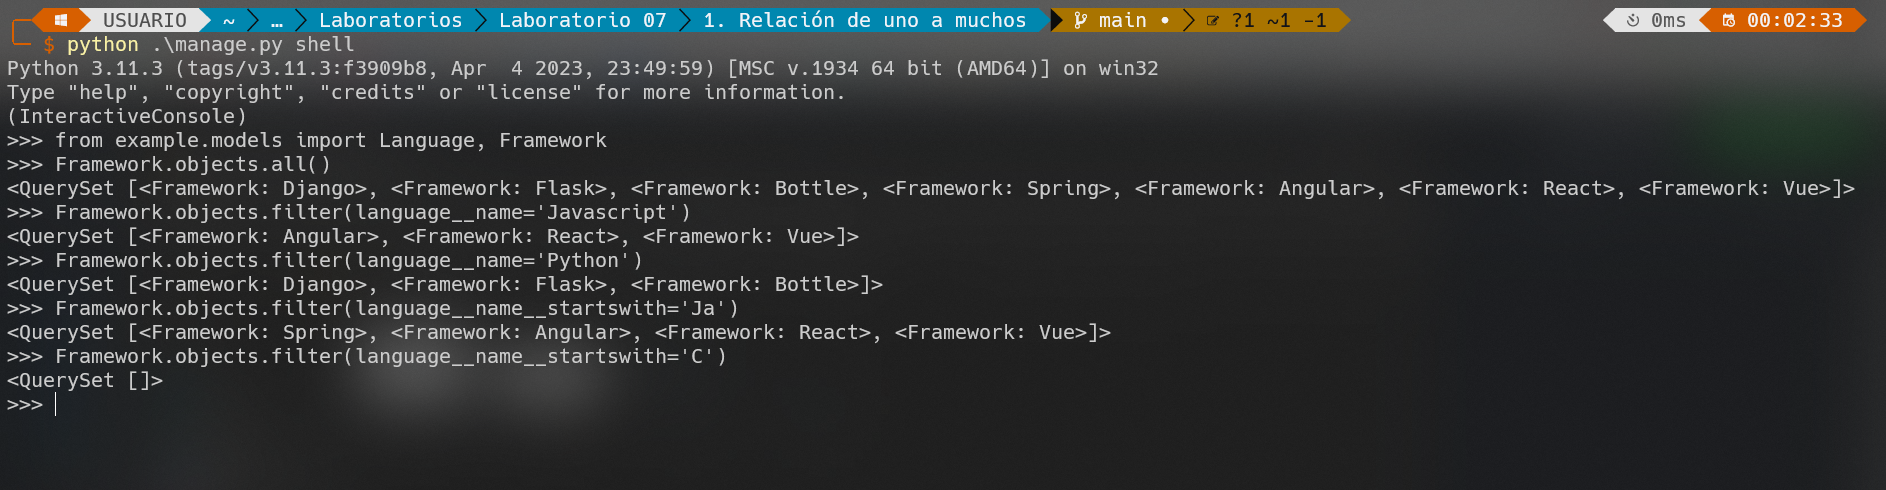 USUARIO ~ … Laboratorios Laboratorio 07 1. Relación de uno a muchos main • ?1 ~1 -1 0ms 00:02:33
$ python .\manage.py shell
Python 3.11.3 (tags/v3.11.3:f3909b8, Apr  4 2023, 23:49:59) [MSC v.1934 64 bit (AMD64)] on win32
Type "help", "copyright", "credits" or "license" for more information.
(InteractiveConsole)
>>> from example.models import Language, Framework
>>> Framework.objects.all()
<QuerySet [<Framework: Django>, <Framework: Flask>, <Framework: Bottle>, <Framework: Spring>, <Framework: Angular>, <Framework: React>, <Framework: Vue>]>
>>> Framework.objects.filter(language__name='Javascript')
<QuerySet [<Framework: Angular>, <Framework: React>, <Framework: Vue>]>
>>> Framework.objects.filter(language__name='Python')
<QuerySet [<Framework: Django>, <Framework: Flask>, <Framework: Bottle>]>
>>> Framework.objects.filter(language__name__startswith='Ja')
<QuerySet [<Framework: Spring>, <Framework: Angular>, <Framework: React>, <Framework: Vue>]>
>>> Framework.objects.filter(language__name__startswith='C')
<QuerySet []>
>>>